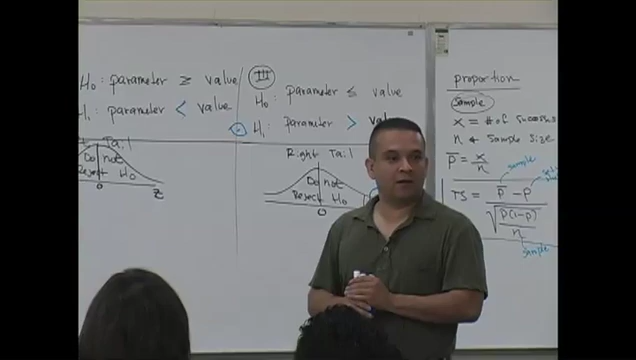 H₀: parameter ≥ value
H₁: parameter < value
Tail
Do not
Reject H₀
0
Z
III
H₀: parameter ≤ value
H₁: parameter >
Right Tail
Do not
Reject H₀
0
proportion
Sample
x = # of success
n = Sample Size
p̅ = x/n
sample
TS = p̅ - p
√p(1-p)
n
sample